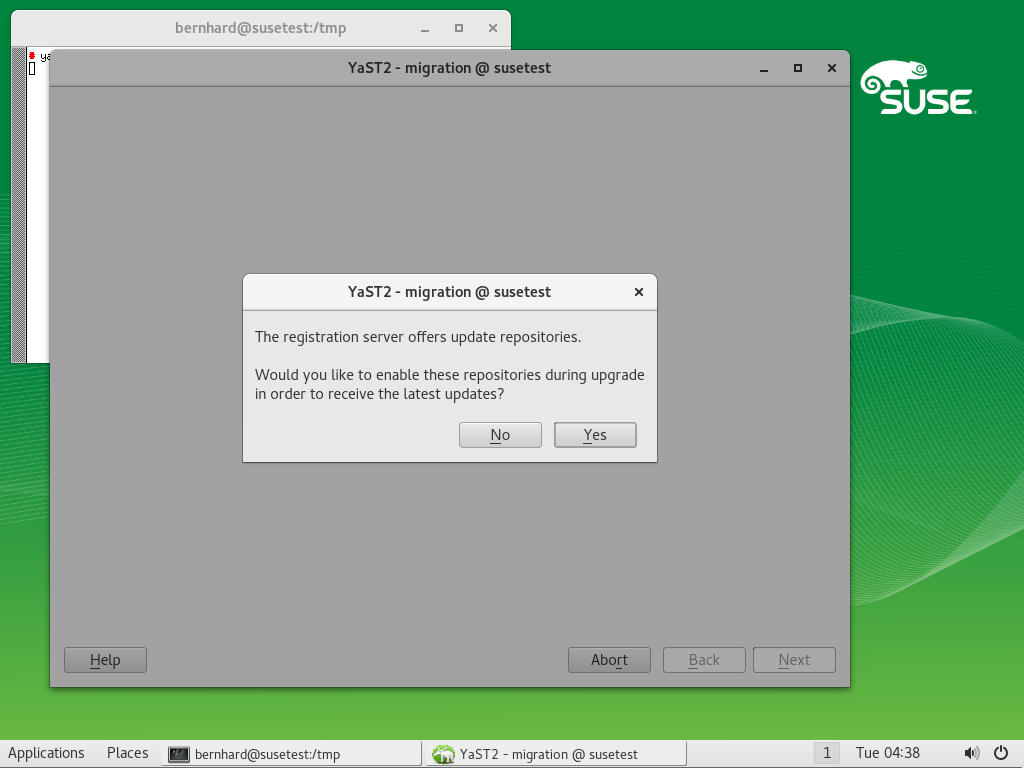 bernhard@susetest:/tmp
ya
YaST2 - migration @ susetest
SUSE
YaST2 - migration @ susetest
The registration server offers update repositories.
Would you like to enable these repositories during upgrade
in order to receive the latest updates?
No Yes
Help Abort Back Next
Applications Places bernhard@susetest:/tmp YaST2 - migration @ susetest 1 Tue 04:38